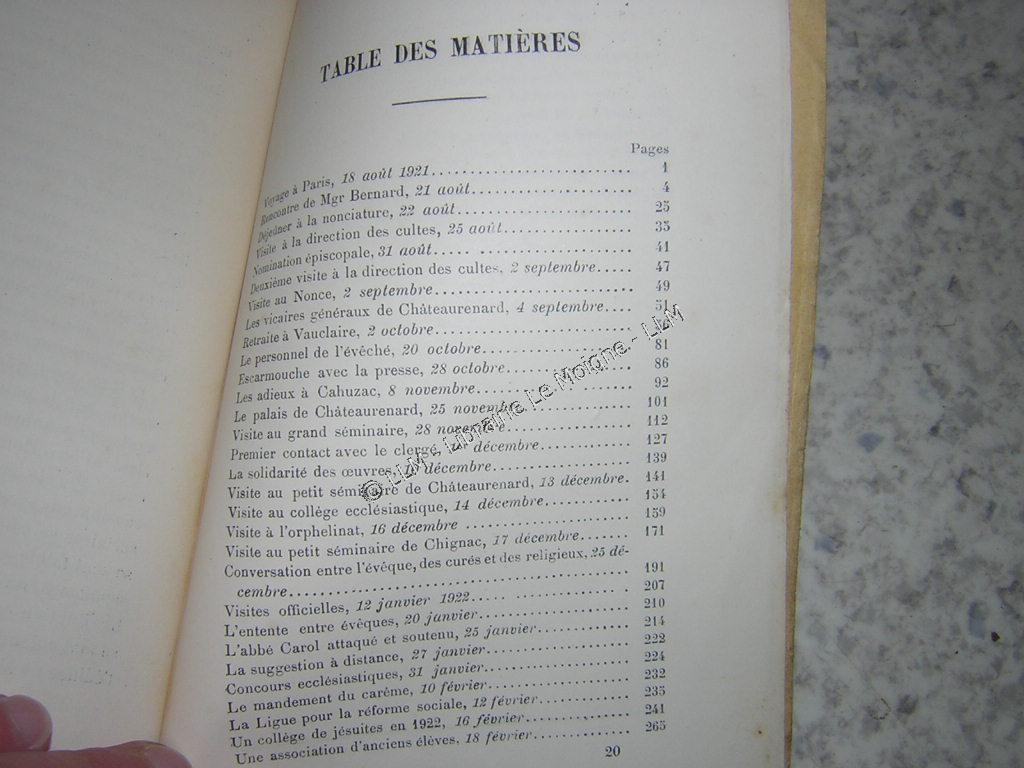 TABLE DES MATIÈRES
Pages
Voyage à Paris, 18 août 1921.......................... 1
Rencontre de Mgr Bernard, 21 août..................... 4
Déjeuner à la nonciature, 22 août...................... 25
Visite à la direction des cultes, 25 août................ 35
Nomination épiscopale, 31 août..... .................... 41
Deuxième visite à la direction des cultes, 2 septembre..... 47
Visite au Nonce, 2 septembre........................... 49
Les vicaires généraux de Châteaurenard, 4 septembre.... 51
Retraite à Vauclaire, 2 octobre.........................
Le personnel de l'évêché, 20 octobre.................... 81
Escarmouche avec la presse, 28 octobre................. 86
Les adieux à Cahuzac, 8 novembre..................... 92
Le palais de Châteaurenard, 25 novembre............... 101
Visite au grand séminaire, 28 novembre................. 112
Premier contact avec le clergé, décembre............ 127
La solidarité des œuvres, décembre.................. 139
Visite au petit séminaire de Châteaurenard, 13 décembre. 141
Visite au collège ecclésiastique, 14 décembre............ 154
Visite à l'orphelinat, 16 décembre ...................... 159
Visite au petit séminaire de Chignac, 17 décembre....... 171
Conversation entre l'évêque, des curés et des religieux, 25 dé-
cembre............................................. 191
Visites officielles, 12 janvier 1922..... ................. . 207
L'entente entre évêques, 20 janvier.................... 210
L'abbé Carol attaqué et soutenu, 25 janvier............. 214
La suggestion à distance, 27 janvier.................... 222
Concours ecclésiastiques, 31 janvier.................... 224
Le mandement du carême, 10 février.................... 232
La Ligue pour la réforme sociale, 12 février............. 235
Un collège de jésuites en 1922, 16 février............... 241
Une association d'anciens élèves, 18 février............. 265
20
© LLM - Librairie Le Moigne - LLM